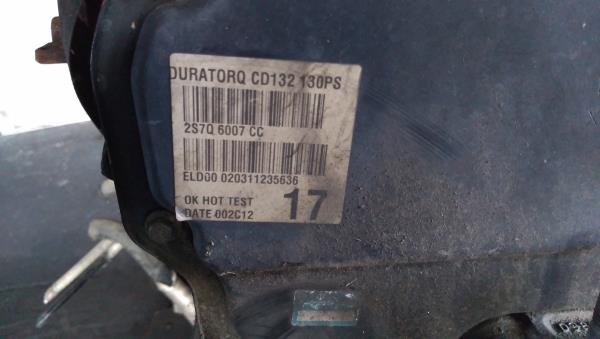 DURATORQ CD132 130PS
2S7Q 6007 CC
ELD00 020311235636
OK HOT TEST 17
DATE 002C12